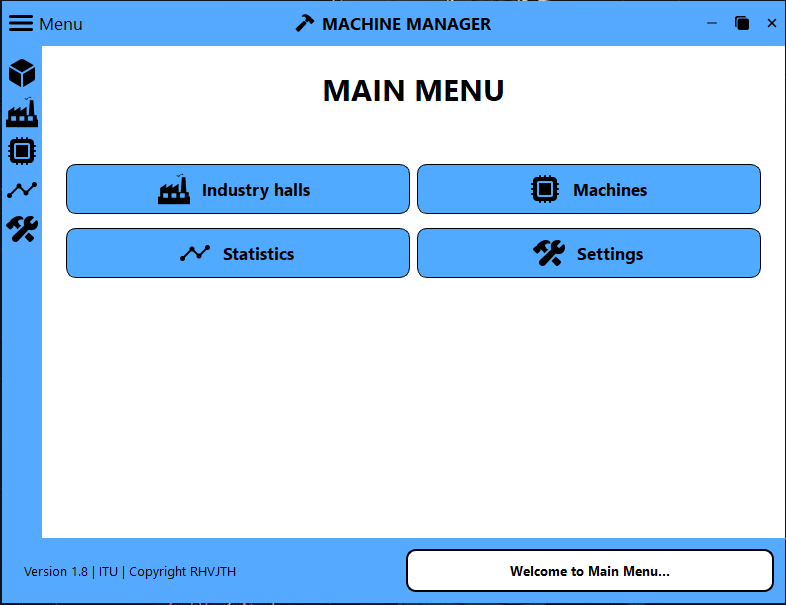 Menu
MACHINE MANAGER
MAIN MENU
Industry halls
Machines
Statistics
Settings
Version 1.8 | ITU | Copyright RHVJTH
Welcome to Main Menu...